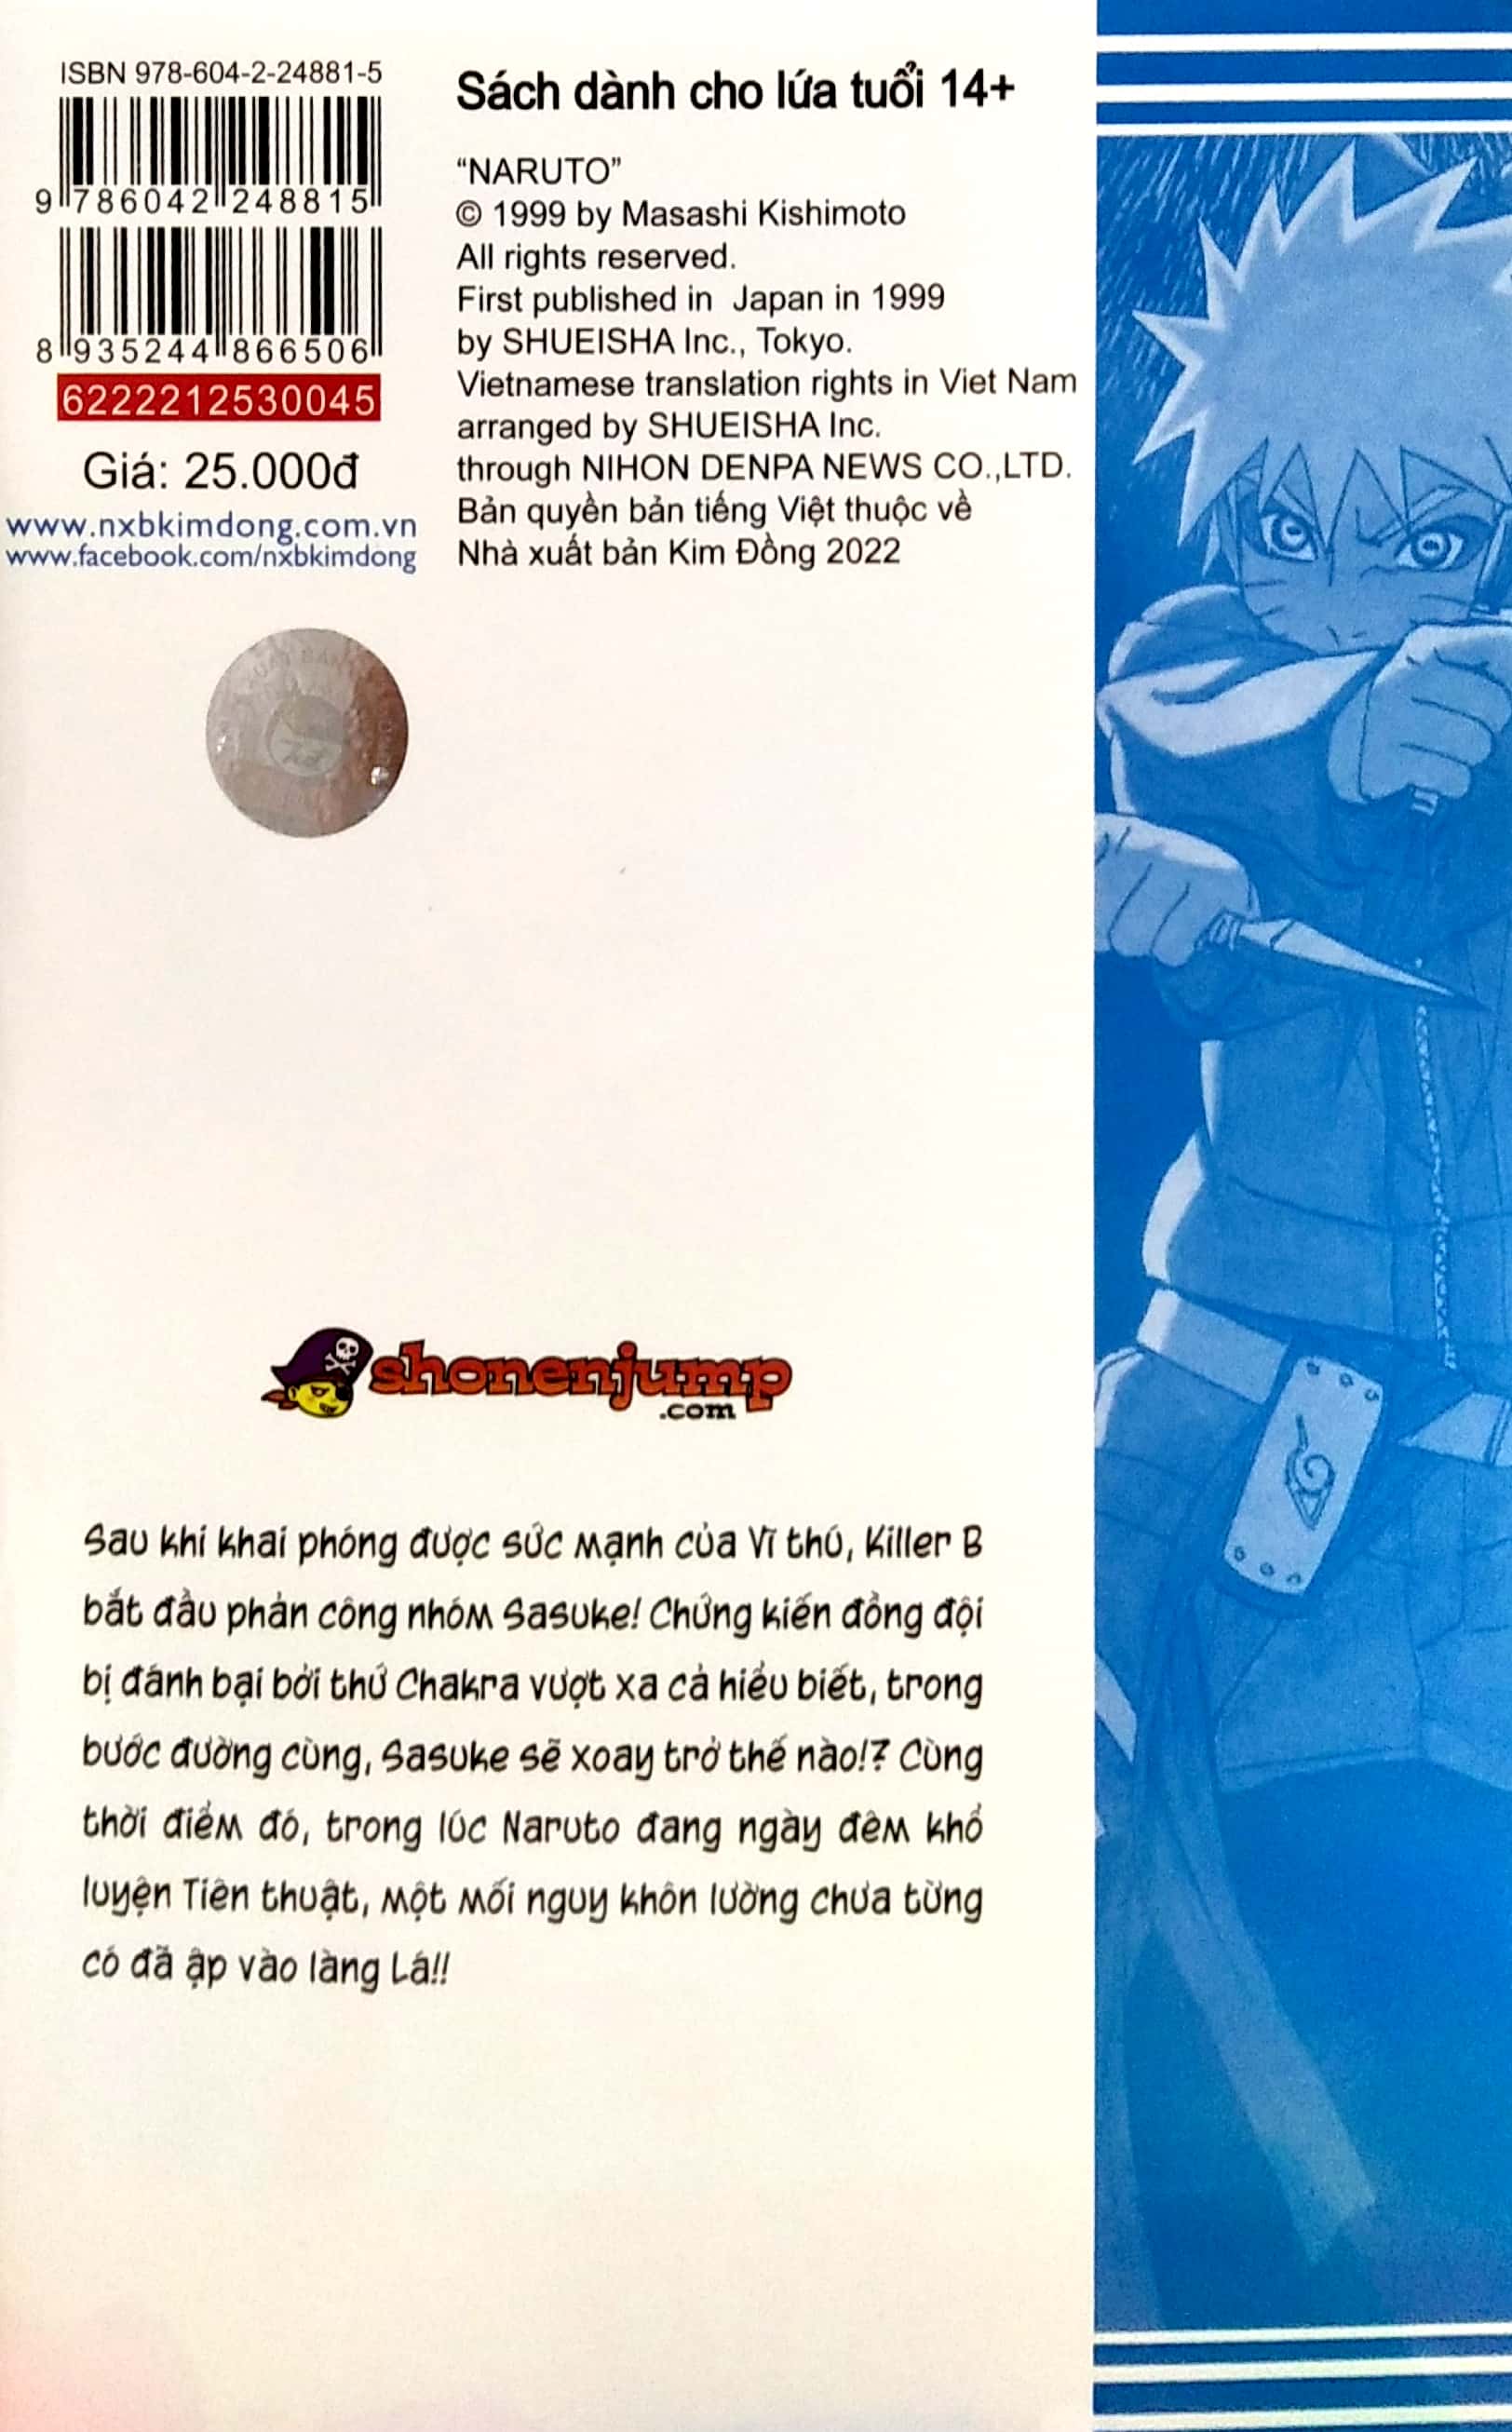 ISBN 978-604-2-24881-5
9 786042 248815
8 935244 866506
6222212530045
Giá: 25.000đ
www.nxbkimdong.com.vn
www.facebook.com/nxbkimdong
Sách dành cho lứa tuổi 14+
“NARUTO”
© 1999 by Masashi Kishimoto
All rights reserved.
First published in Japan in 1999
by SHUEISHA Inc., Tokyo.
Vietnamese translation rights in Viet Nam
arranged by SHUEISHA Inc.
through NIHON DENPA NEWS CO.,LTD.
Bản quyền bản tiếng Việt thuộc về
Nhà xuất bản Kim Đồng 2022
shonenjump
.com
Sau khi khai phóng được sức mạnh của Vĩ thú, Killer B
bắt đầu phản công nhóm Sasuke! Chứng kiến đồng đội
bị đánh bại bởi thứ Chakra vượt xa cả hiểu biết, trong
bước đường cùng, Sasuke sẽ xoay trở thế nào!? Cùng
thời điểm đó, trong lúc Naruto đang ngày đêm khổ
luyện Tiên thuật, một mối nguy khôn lường chưa từng
có đã ập vào làng Lá!!